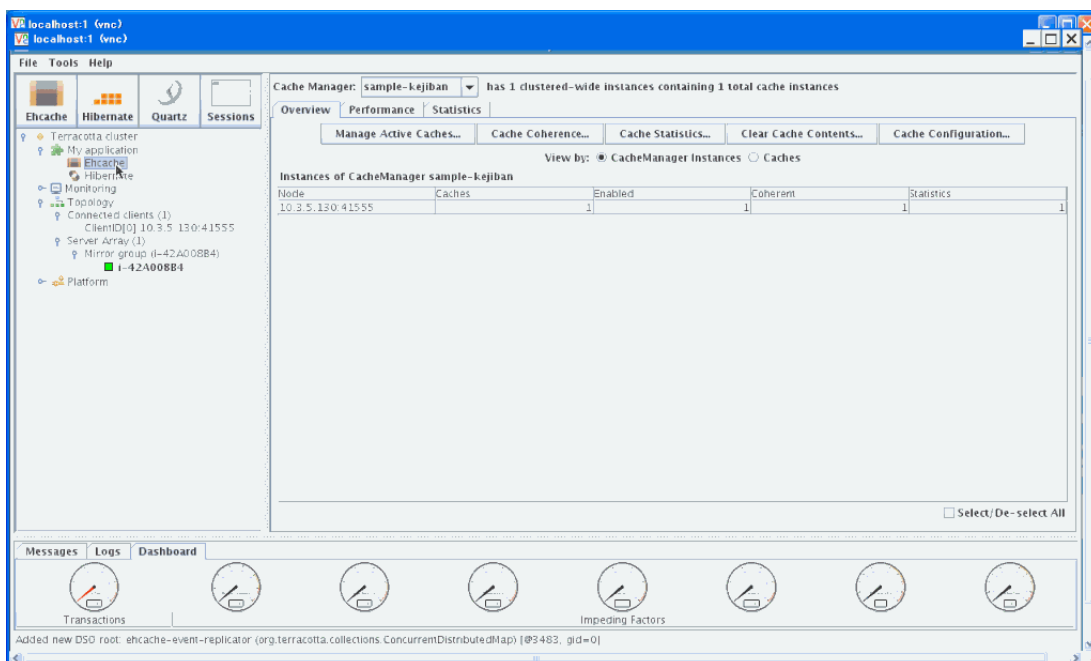 localhost:1 (vnc)
localhost:1 (vnc)
File Tools Help
Ehcache Hibernate Quartz Sessions
Terracotta cluster
My application
Ehcache
Hibernate
Monitoring
Topology
Connected clients (1)
ClientID[0] 10.3.5.130:41555
Server Array (1)
Mirror group (i-42A008B4)
i-42A008B4
Platform
Cache Manager: sample-kejiban has 1 clustered-wide instances containing 1 total cache instances
Overview Performance Statistics
Manage Active Caches... Cache Coherence... Cache Statistics... Clear Cache Contents... Cache Configuration...
View by: CacheManager Instances Caches
Instances of CacheManager sample-kejiban
Node Caches Enabled Coherent Statistics
10.3.5.130:41555 1 1 1 1
Select/De-select All
Messages Logs Dashboard
Transactions Impeding Factors
Added new DSO root: ehcache-event-replicator (org.terracotta.collections.ConcurrentDistributedMap) [@3483, gid=0]